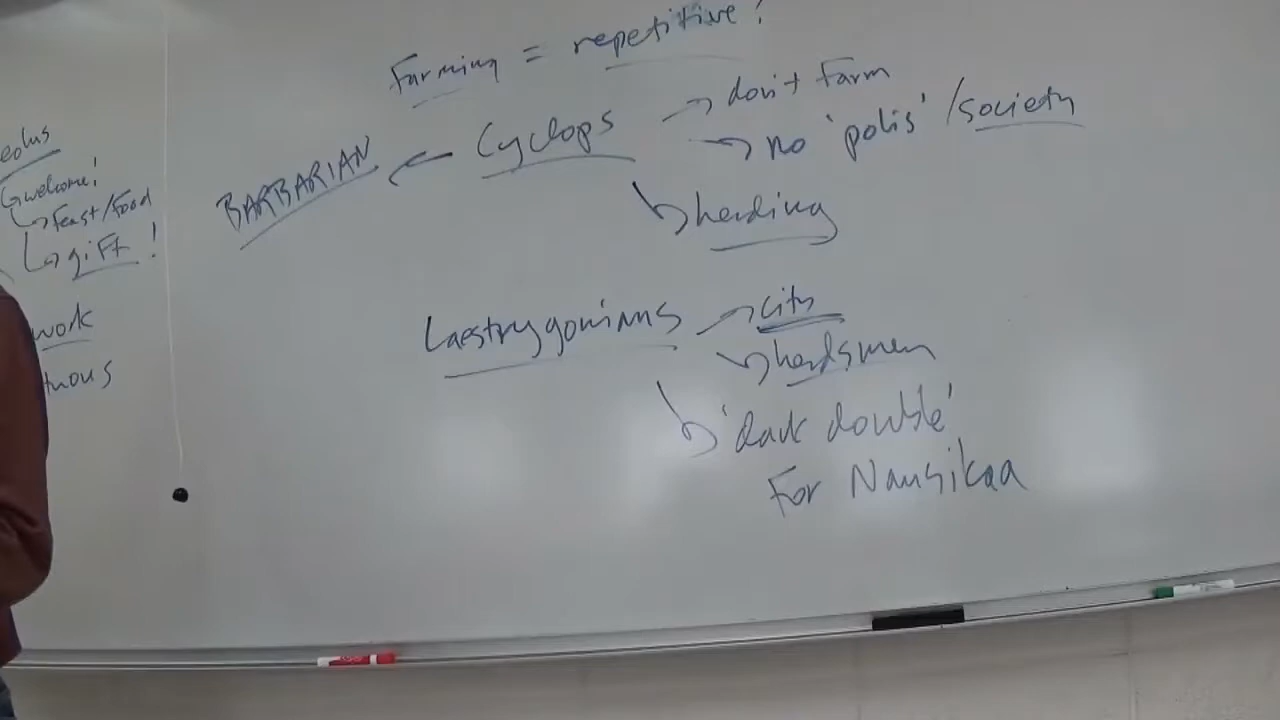 eolus
↳welcome!
↳Feast/Food
↳gift!
work
tuous
Farming = repetitive!
BARBARIAN ← Cyclops → don't farm
→ no 'polis' /society
↳ herding
Laestrygonians → city
↳ herdsmen
↳ 'dark double'
For Nausikaa